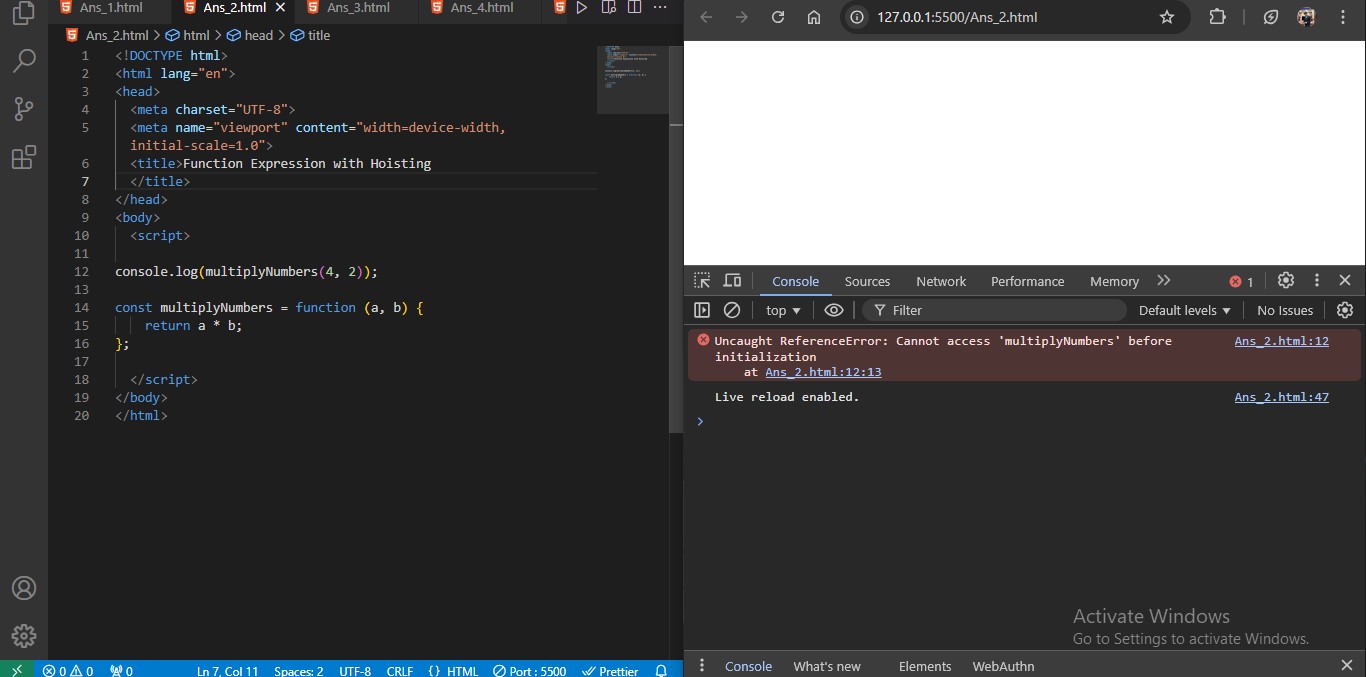 Ans_1.html
Ans_2.html
Ans_3.html
Ans_4.html
Ans_2.html > html > head > title
1 <!DOCTYPE html>
2 <html lang="en">
3 <head>
4 <meta charset="UTF-8">
5 <meta name="viewport" content="width=device-width,
initial-scale=1.0">
6 <title>Function Expression with Hoisting
7 </title>
8 </head>
9 <body>
10 <script>
11
12 console.log(multiplyNumbers(4, 2));
13
14 const multiplyNumbers = function (a, b) {
15 return a * b;
16 };
17
18 </script>
19 </body>
20 </html>
0 0 0 Ln 7, Col 11 Spaces: 2 UTF-8 CRLF {} HTML Port : 5500 Prettier
127.0.0.1:5500/Ans_2.html
Console Sources Network Performance Memory 1
top Filter Default levels No Issues
Uncaught ReferenceError: Cannot access 'multiplyNumbers' before Ans_2.html:12
initialization
at Ans_2.html:12:13
Live reload enabled. Ans_2.html:47
Activate Windows
Go to Settings to activate Windows.
Console What's new Elements WebAuthn